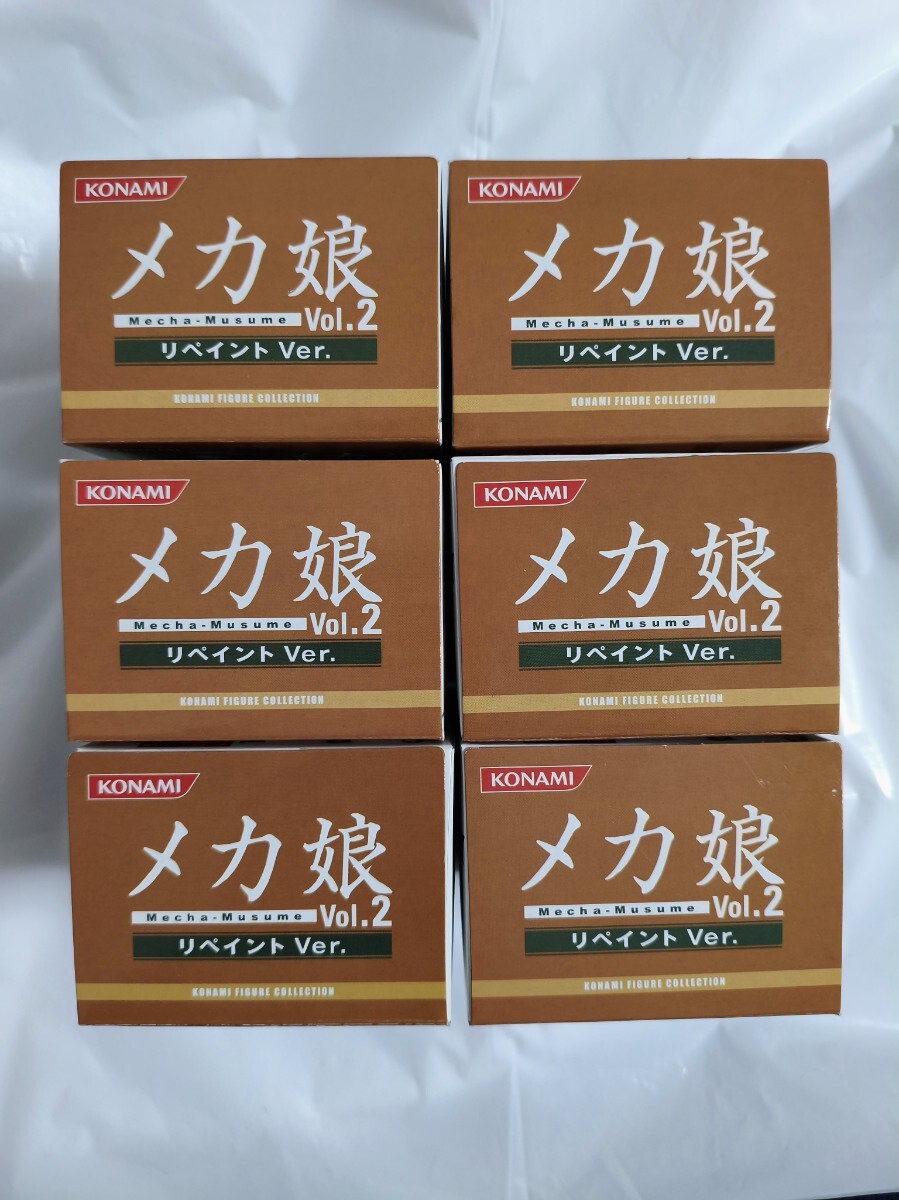 KONAMI
メカ娘
Mecha-Musume Vol.2
リペイント Ver.
KONAMI FIGURE COLLECTION
KONAMI
メカ娘
Mecha-Musume Vol.2
リペイント Ver.
KONAMI FIGURE COLLECTION
KONAMI
メカ娘
Mecha-Musume Vol.2
リペイント Ver.
KONAMI FIGURE COLLECTION
KONAMI
メカ娘
Mecha-Musume Vol.2
リペイント Ver.
KONAMI FIGURE COLLECTION
KONAMI
メカ娘
Mecha-Musume Vol.2
リペイント Ver.
KONAMI FIGURE COLLECTION
KONAMI
メカ娘
Mecha-Musume Vol.2
リペイント Ver.
KONAMI FIGURE COLLECTION